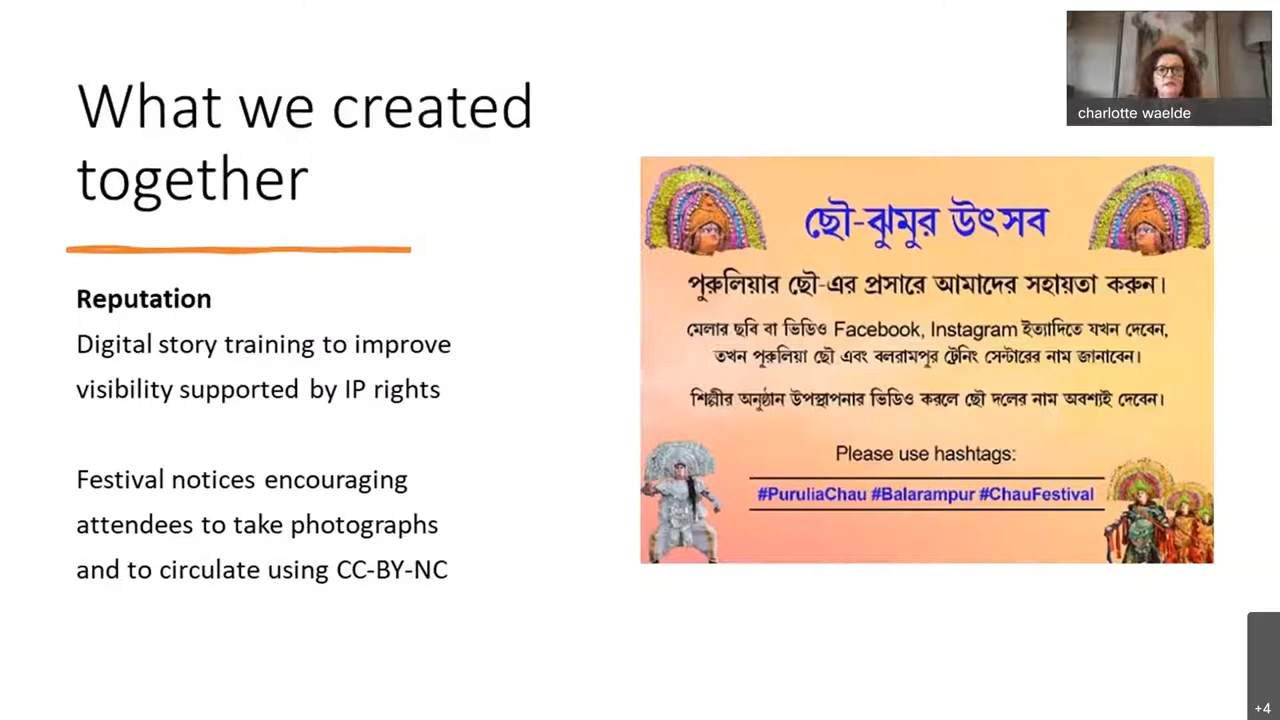 What we created
together
Reputation
Digital story training to improve
visibility supported by IP rights
Festival notices encouraging
attendees to take photographs
and to circulate using CC-BY-NC
charlotte waelde
ছৌ-ঝুমুর উৎসব
পুরুলিয়ার ছৌ-এর প্রসারে আমাদের সহায়তা করুন।
মেলার ছবি বা ভিডিও Facebook, Instagram ইত্যাদিতে যখন দেবেন,
তখন পুরুলিয়া ছৌ এবং বলরামপুর ট্রেনিং সেন্টারের নাম জানাবেন।
শিল্পীর অনুষ্ঠান উপস্থাপনার ভিডিও করলে ছৌ দলের নাম অবশ্যই দেবেন।
Please use hashtags:
#PuruliaChau #Balarampur #ChauFestival
+4